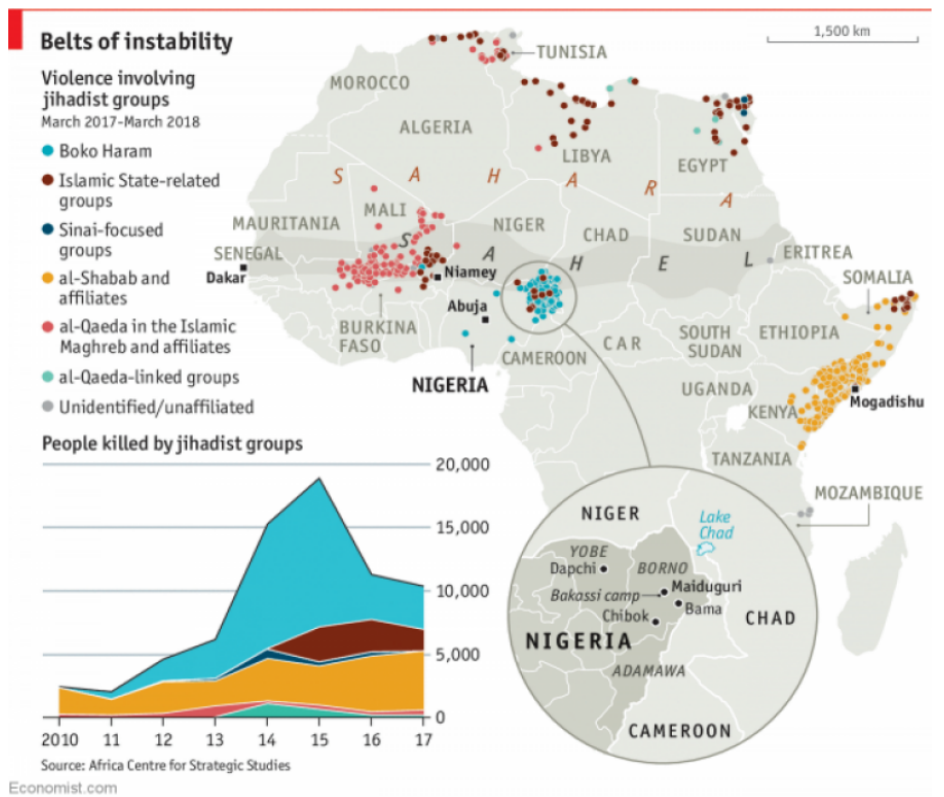 Belts of instability
Violence involving
jihadist groups
March 2017-March 2018
Boko Haram
Islamic State-related
groups
Sinai-focused
groups
al-Shabab and
affiliates
al-Qaeda in the Islamic
Maghreb and affiliates
al-Qaeda-linked groups
Unidentified/unaffiliated
1,500 km
TUNISIA
MOROCCO
ALGERIA
LIBYA
EGYPT
S A H A R A
MAURITANIA
MALI
NIGER
CHAD
SUDAN
ERITREA
SENEGAL
S A H E L
Dakar
Niamey
SOMALIA
Abuja
BURKINA
FASO
CAMEROON
CAR
SOUTH
SUDAN
ETHIOPIA
NIGERIA
UGANDA
KENYA
Mogadishu
TANZANIA
MOZAMBIQUE
People killed by jihadist groups
20,000
15,000
10,000
5,000
0
2010 11 12 13 14 15 16 17
NIGER
Lake
Chad
YOBE
Dapchi
BORNO
Maiduguri
Bakassi camp
Bama
Chibok
CHAD
NIGERIA
ADAMAWA
CAMEROON
Source: Africa Centre for Strategic Studies
Economist.com